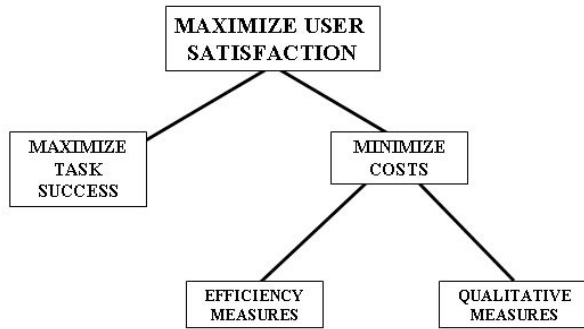 MAXIMIZE USER
SATISFACTION
MAXIMIZE
TASK
SUCCESS
MINIMIZE
COSTS
EFFICIENCY
MEASURES
QUALITATIVE
MEASURES